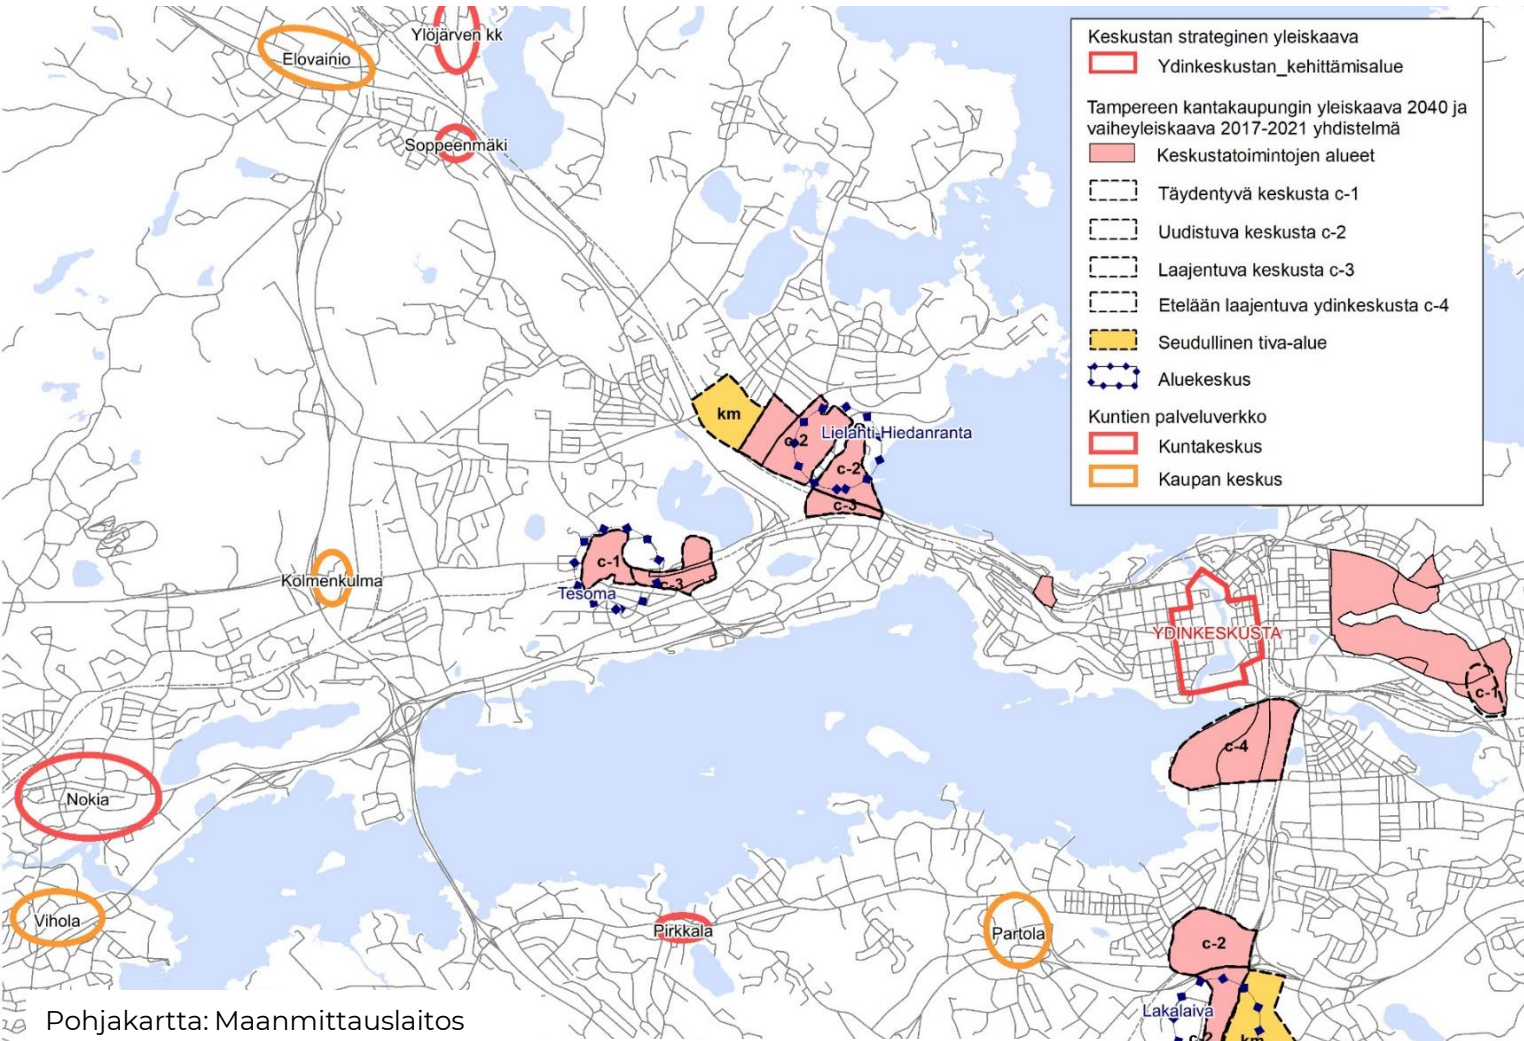 Ylöjärven kk
Elovainio
Soppeenmäki
Keskustan strateginen yleiskaava
Ydinkeskustan_kehittämisalue
Tampereen kantakaupungin yleiskaava 2040 ja
vaiheyleiskaava 2017-2021 yhdistelmä
Keskustatoimintojen alueet
Täydentyvä keskusta c-1
Uudistuva keskusta c-2
Laajentuva keskusta c-3
Etelään laajentuva ydinkeskusta c-4
Seudullinen tiva-alue
Aluekeskus
Kuntien palveluverkko
Kuntakeskus
Kaupan keskus
km
c-2
Lielahti-Hiedanranta
c-2
c-3
Kolmenkulma
c-1
c-3
Tesoma
YDINKESKUSTA
c-1
c-4
Nokia
Vihola
Pirkkala
Partola
c-2
Lakalaiva
c-2
km
Pohjakartta: Maanmittauslaitos